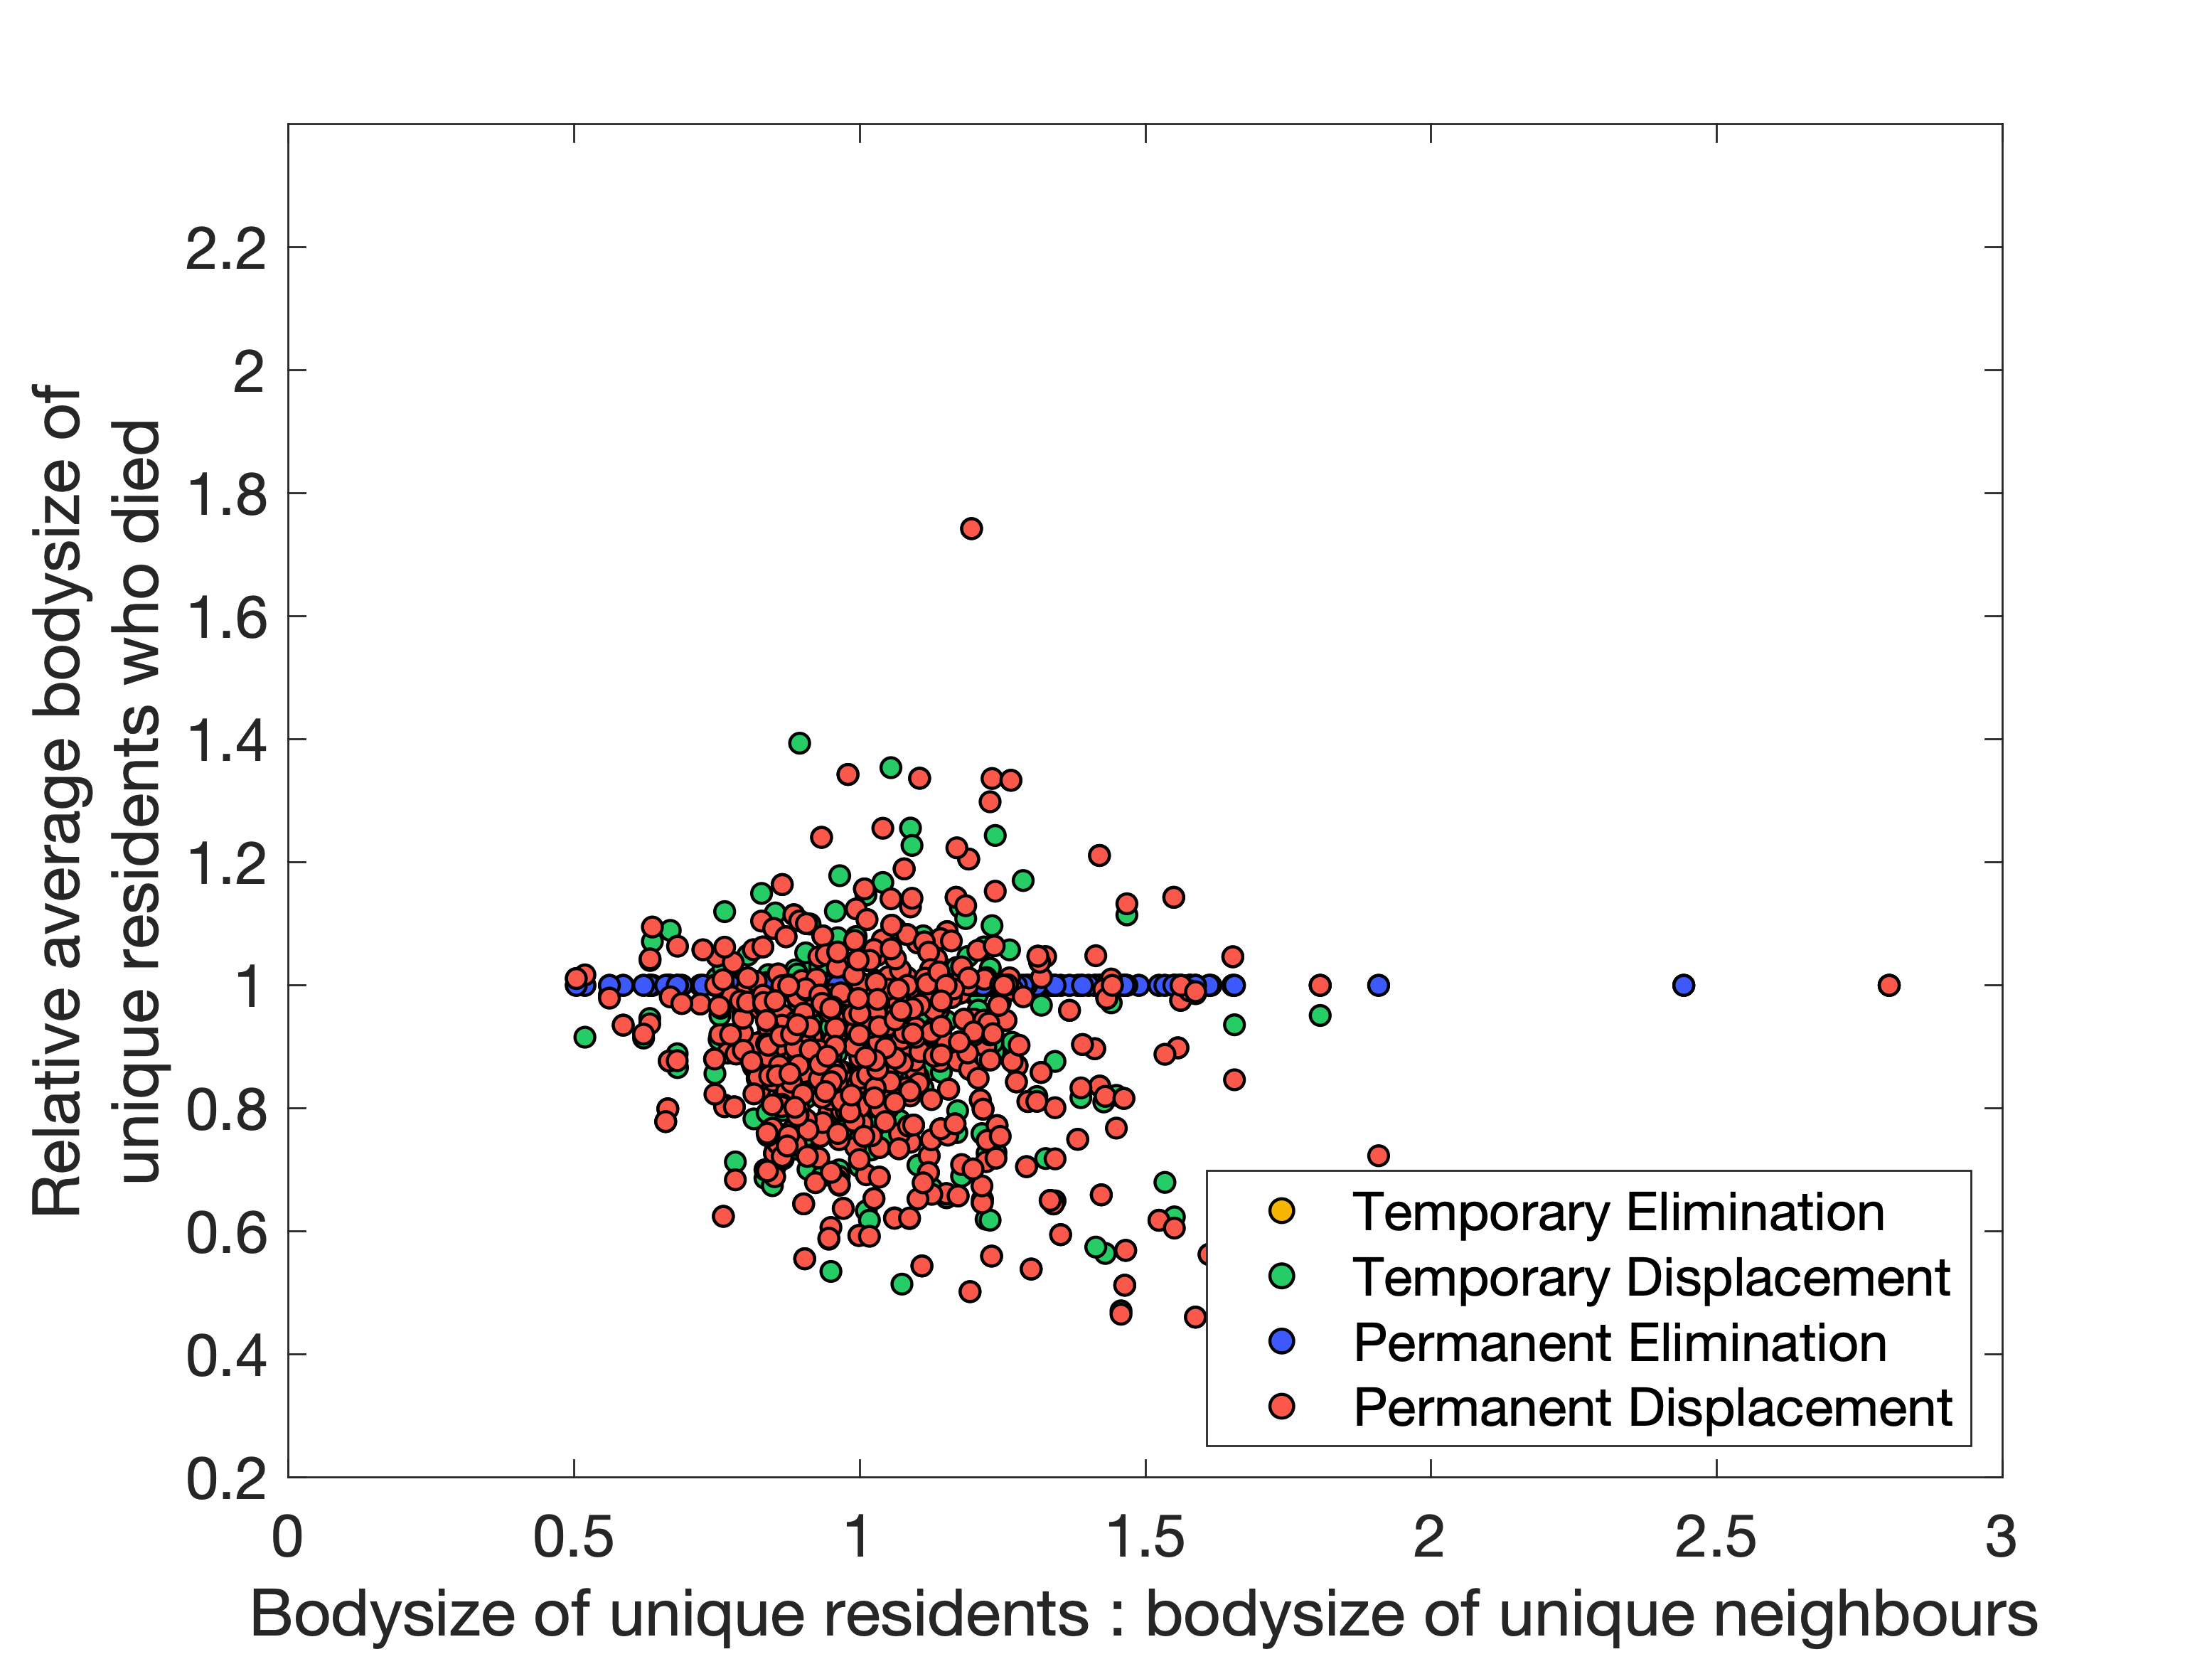 Relative average bodysize of
unique residents who died
2.2
2
1.8
1.6
1.4
1.2
1
0.8
0.6
0.4
0.2
Temporary Elimination
Temporary Displacement
Permanent Elimination
Permanent Displacement
0 0.5 1 1.5 2 2.5 3
Bodysize of unique residents : bodysize of unique neighbours